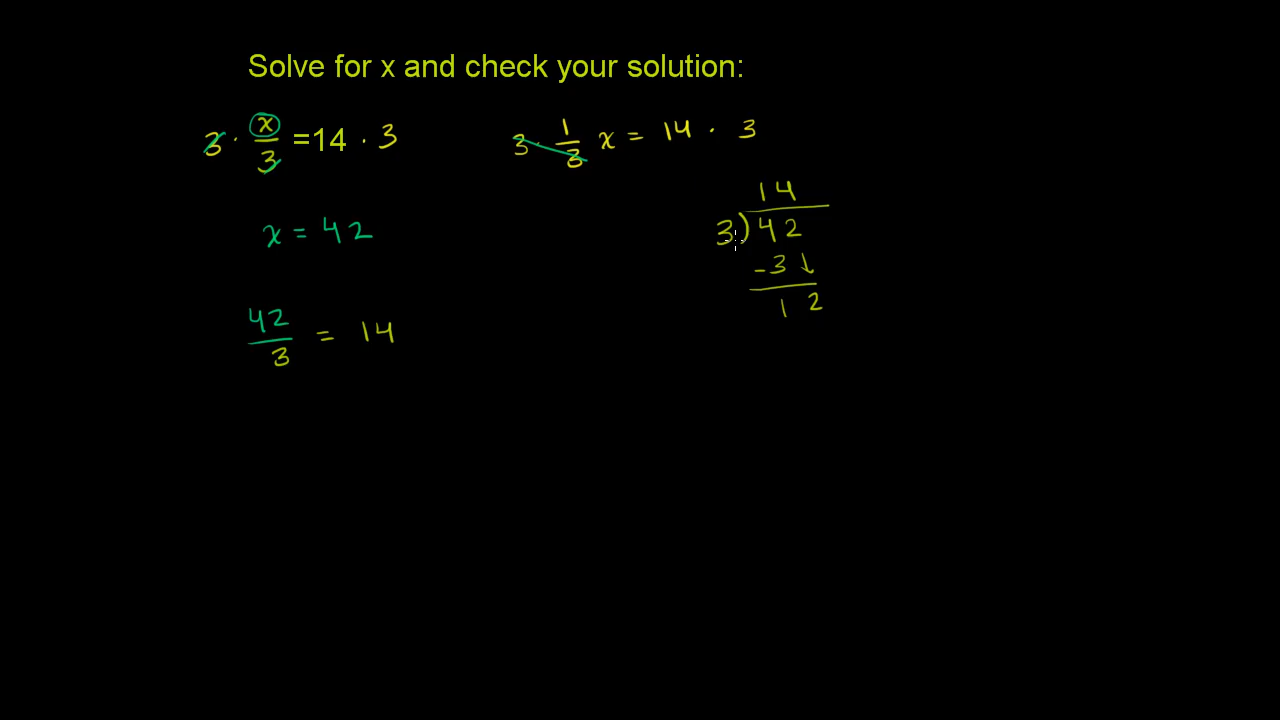 Solve for x and check your solution:
3 · x/3 =14 · 3
3 · 1/3 x = 14 · 3
x = 42
42/3 = 14
14
3)42
-3↓
12